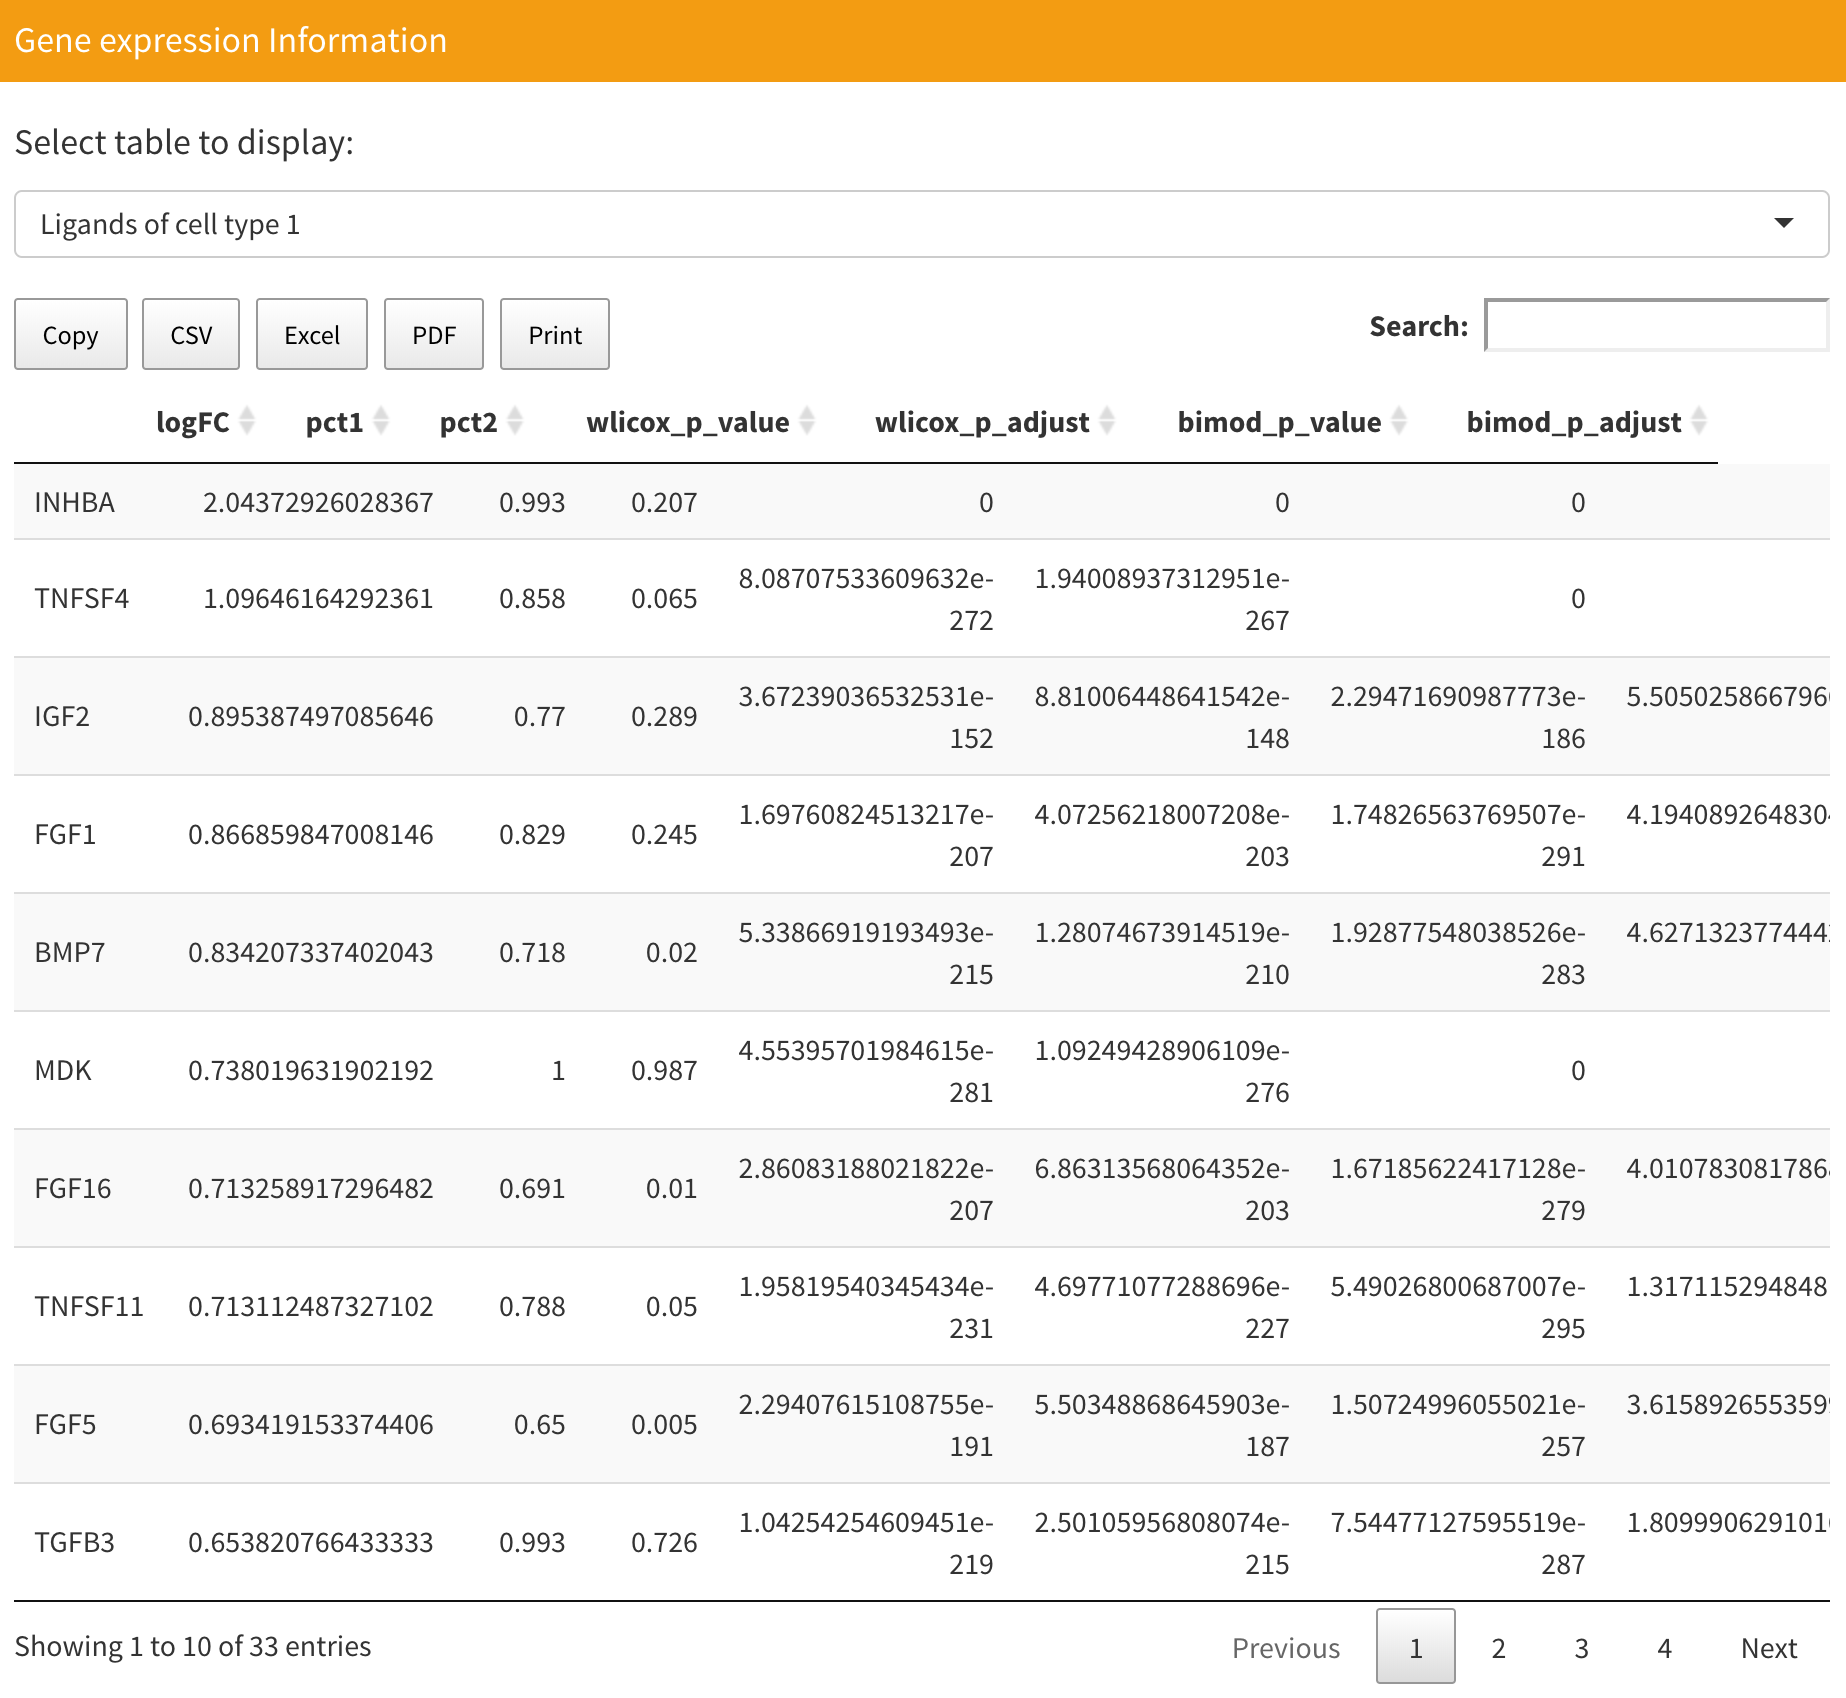 Gene expression Information
Select table to display:
Ligands of cell type 1
Copy CSV Excel PDF Print Search:
logFC pct1 pct2 wlicox_p_value wlicox_p_adjust bimod_p_value bimod_p_adjust
INHBA 2.04372926028367 0.993 0.207 0 0 0
TNFSF4 1.09646164292361 0.858 0.065 8.08707533609632e-272 1.94008937312951e-267 0
IGF2 0.895387497085646 0.77 0.289 3.67239036532531e-152 8.81006448641542e-148 2.29471690987773e-186 5.505025866796
FGF1 0.866859847008146 0.829 0.245 1.69760824513217e-207 4.07256218007208e-203 1.74826563769507e-291 4.194089264830
BMP7 0.834207337402043 0.718 0.02 5.33866919193493e-215 1.28074673914519e-210 1.92877548038526e-283 4.627132377444
MDK 0.738019631902192 1 0.987 4.55395701984615e-281 1.09249428906109e-276 0
FGF16 0.713258917296482 0.691 0.01 2.86083188021822e-207 6.86313568064352e-203 1.67185622417128e-279 4.010783081786
TNFSF11 0.713112487327102 0.788 0.05 1.95819540345434e-231 4.69771077288696e-227 5.49026800687007e-295 1.317115294848
FGF5 0.693419153374406 0.65 0.005 2.29407615108755e-191 5.50348868645903e-187 1.50724996055021e-257 3.615892655359
TGFB3 0.653820766433333 0.993 0.726 1.04254254609451e-219 2.50105956808074e-215 7.54477127595519e-287 1.809990629101
Showing 1 to 10 of 33 entries Previous 1 2 3 4 Next